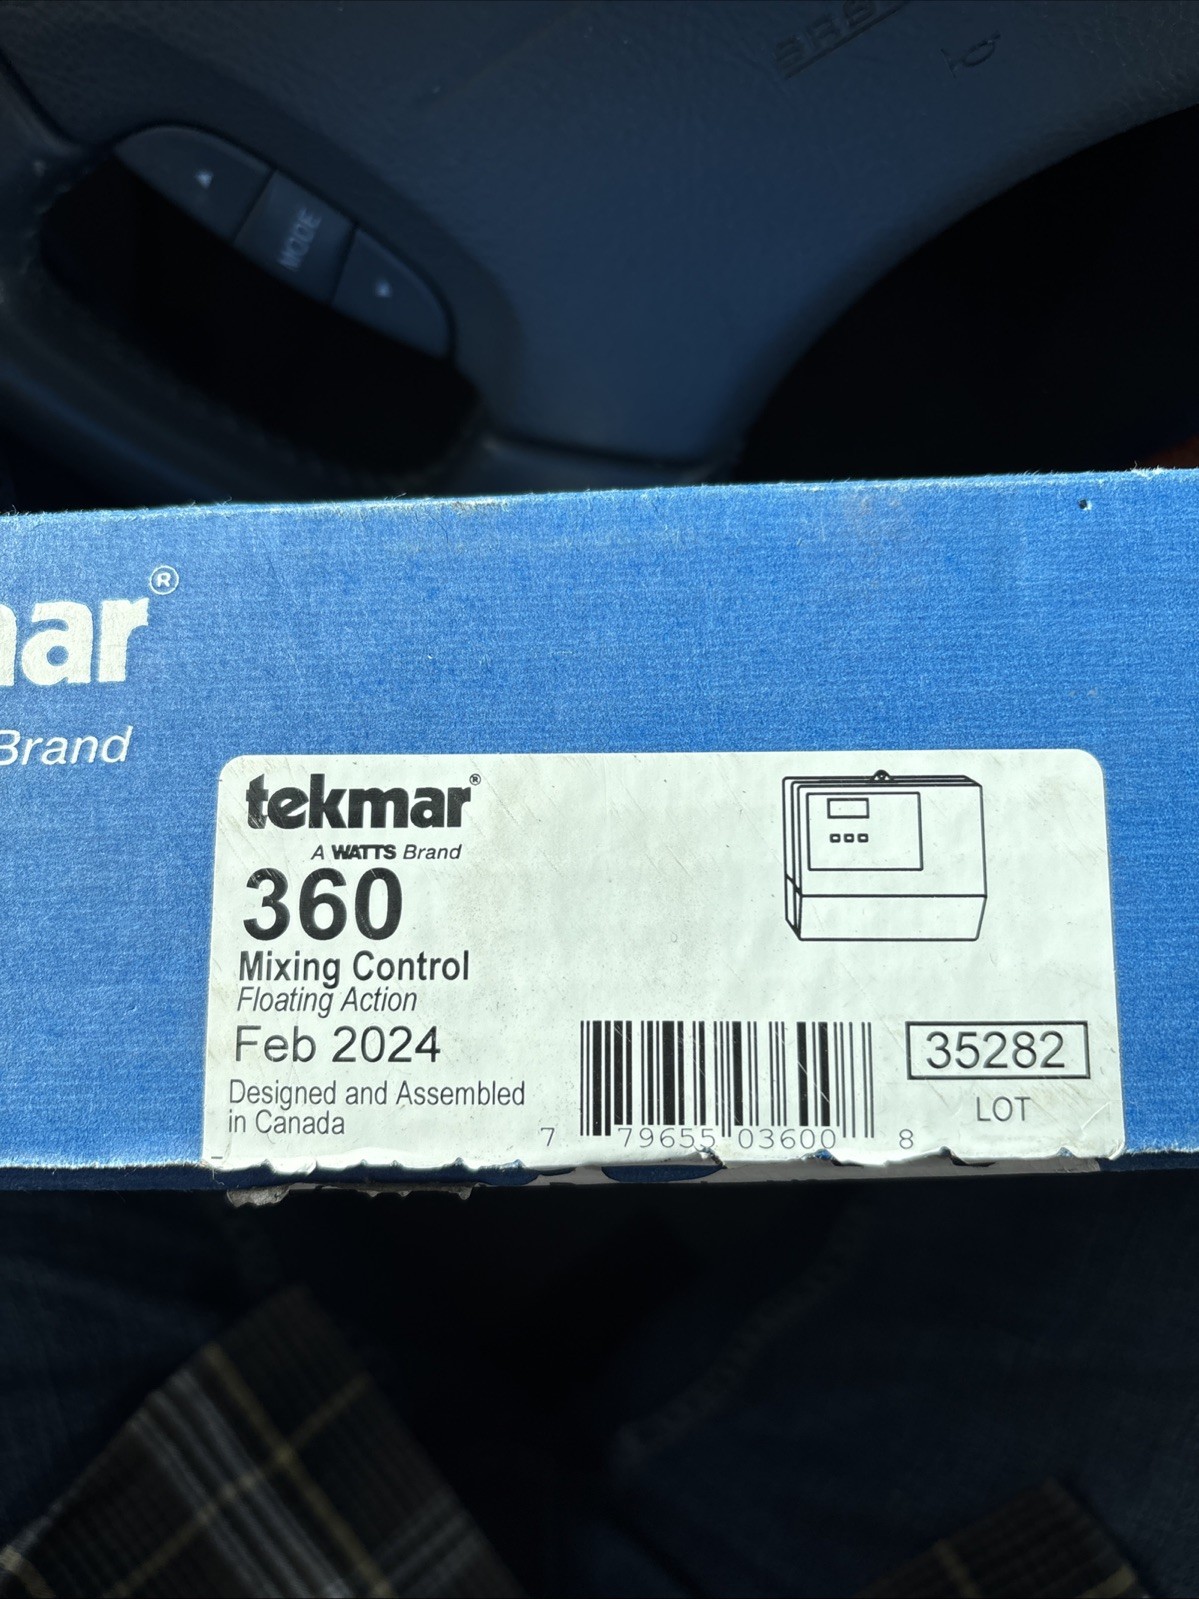 MODE
mar®
Brand
tekmar®
A WATTS Brand
360
Mixing Control
Floating Action
Feb 2024
Designed and Assembled
in Canada
7 79655 03600 8
35282
LOT